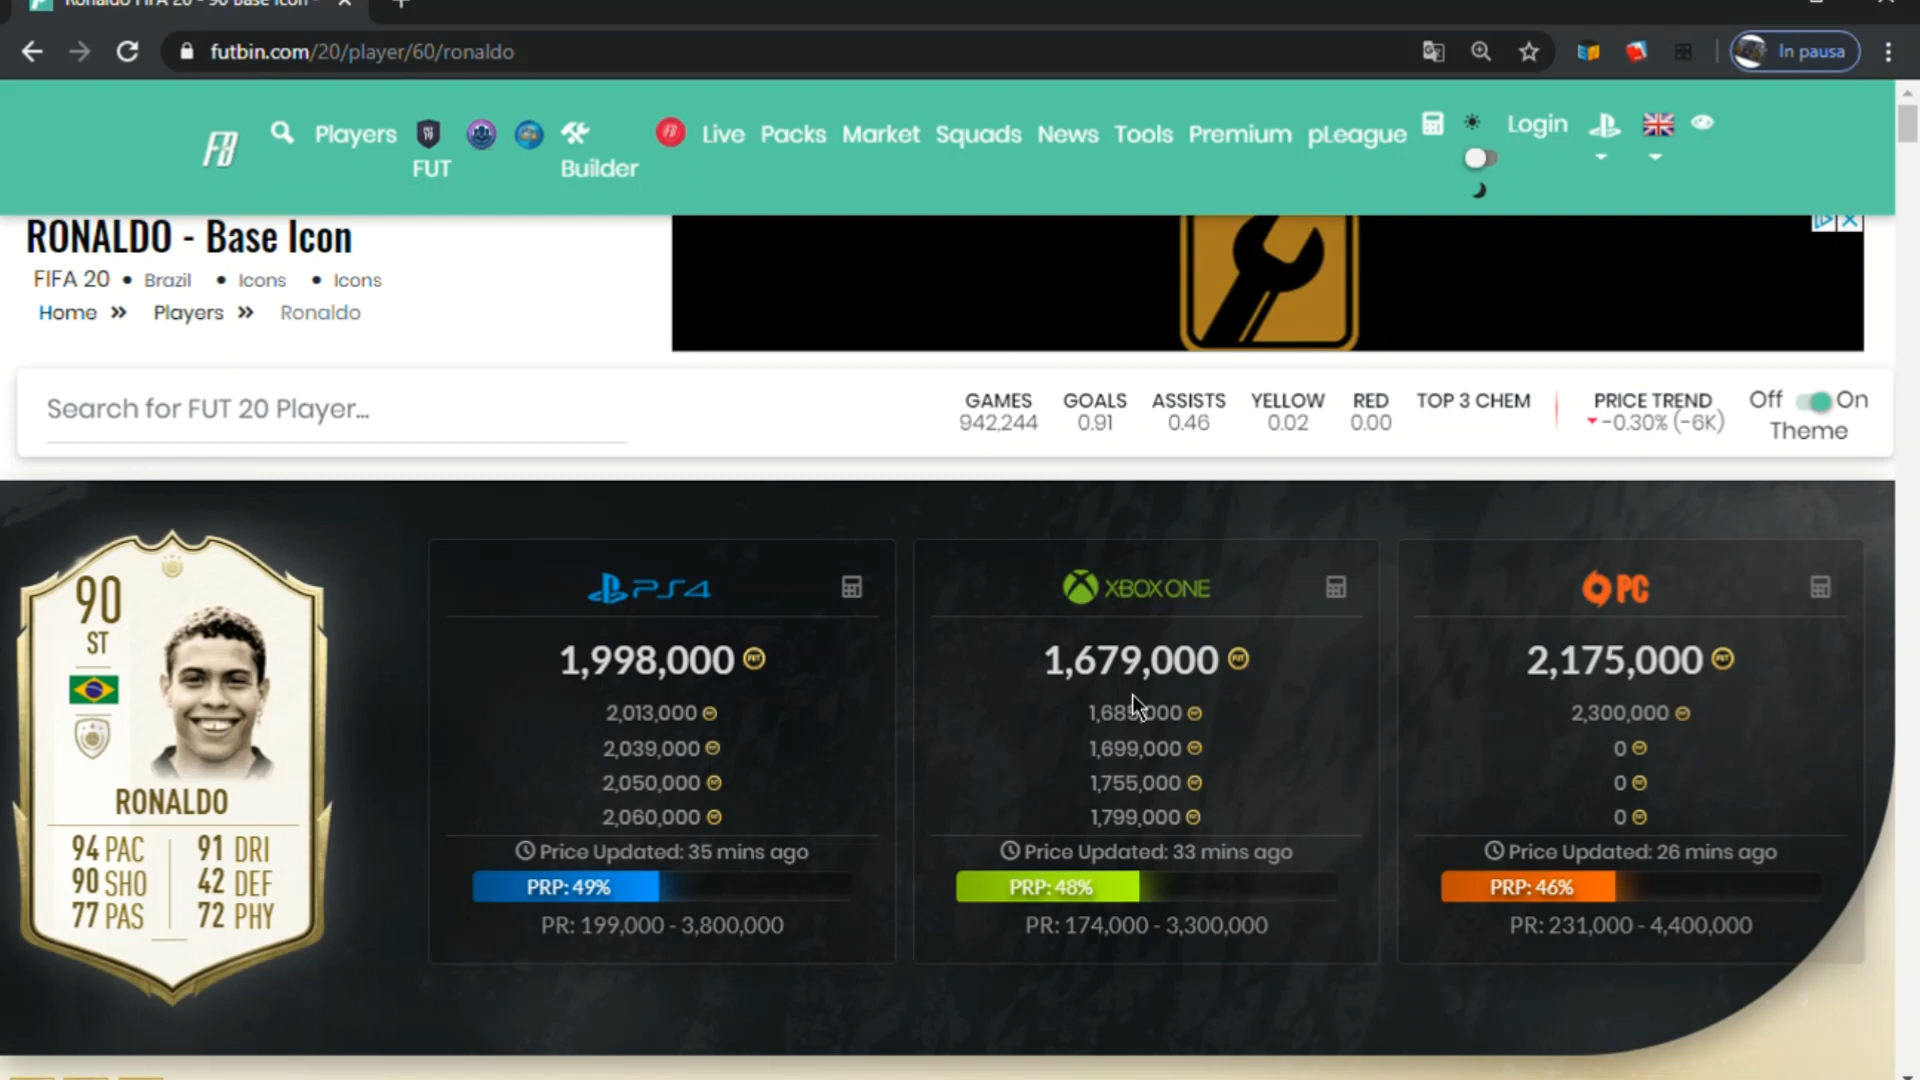 futbin.com/20/player/60/ronaldo
In pausa
Players
FUT
Builder
Live
Packs
Market
Squads
News
Tools
Premium
pLeague
Login
RONALDO - Base Icon
FIFA 20 • Brazil • Icons • Icons
Home » Players » Ronaldo
Search for FUT 20 Player...
GAMES
942,244
GOALS
0.91
ASSISTS
0.46
YELLOW
0.02
RED
0.00
TOP 3 CHEM
PRICE TREND
-0.30% (-6K)
Off On
Theme
90
ST
RONALDO
94 PAC 91 DRI
90 SHO 42 DEF
77 PAS 72 PHY
PS4
1,998,000
2,013,000
2,039,000
2,050,000
2,060,000
Price Updated: 35 mins ago
PRP: 49%
PR: 199,000 - 3,800,000
XBOX ONE
1,679,000
1,699,000
1,755,000
1,799,000
Price Updated: 33 mins ago
PRP: 48%
PR: 174,000 - 3,300,000
PC
2,175,000
2,300,000
0
0
0
Price Updated: 26 mins ago
PRP: 46%
PR: 231,000 - 4,400,000